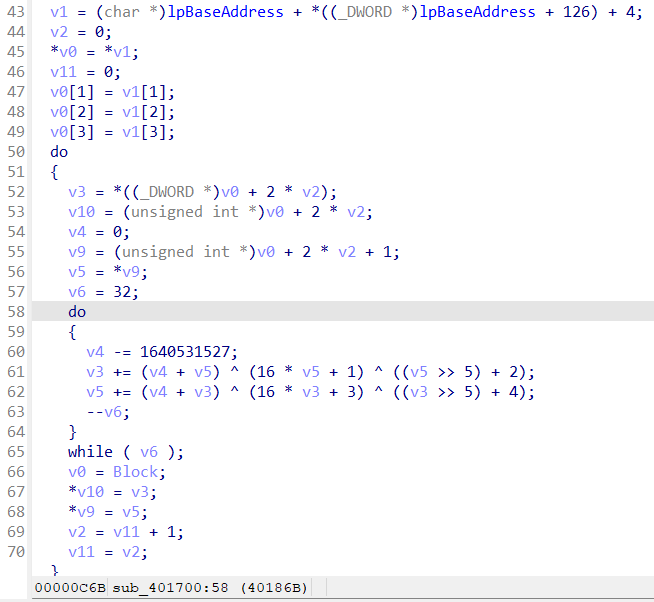 43 v1 = (char *)lpBaseAddress + *((_DWORD *)lpBaseAddress + 126) + 4;
44 v2 = 0;
45 *v0 = *v1;
46 v11 = 0;
47 v0[1] = v1[1];
48 v0[2] = v1[2];
49 v0[3] = v1[3];
50 do
51 {
52 v3 = *((_DWORD *)v0 + 2 * v2);
53 v10 = (unsigned int *)v0 + 2 * v2;
54 v4 = 0;
55 v9 = (unsigned int *)v0 + 2 * v2 + 1;
56 v5 = *v9;
57 v6 = 32;
58 do
59 {
60 v4 -= 1640531527;
61 v3 += (v4 + v5) ^ (16 * v5 + 1) ^ ((v5 >> 5) + 2);
62 v5 += (v4 + v3) ^ (16 * v3 + 3) ^ ((v3 >> 5) + 4);
63 --v6;
64 }
65 while ( v6 );
66 v0 = Block;
67 *v10 = v3;
68 *v9 = v5;
69 v2 = v11 + 1;
70 v11 = v2;
}
00000C6B sub_401700:58 (40186B)